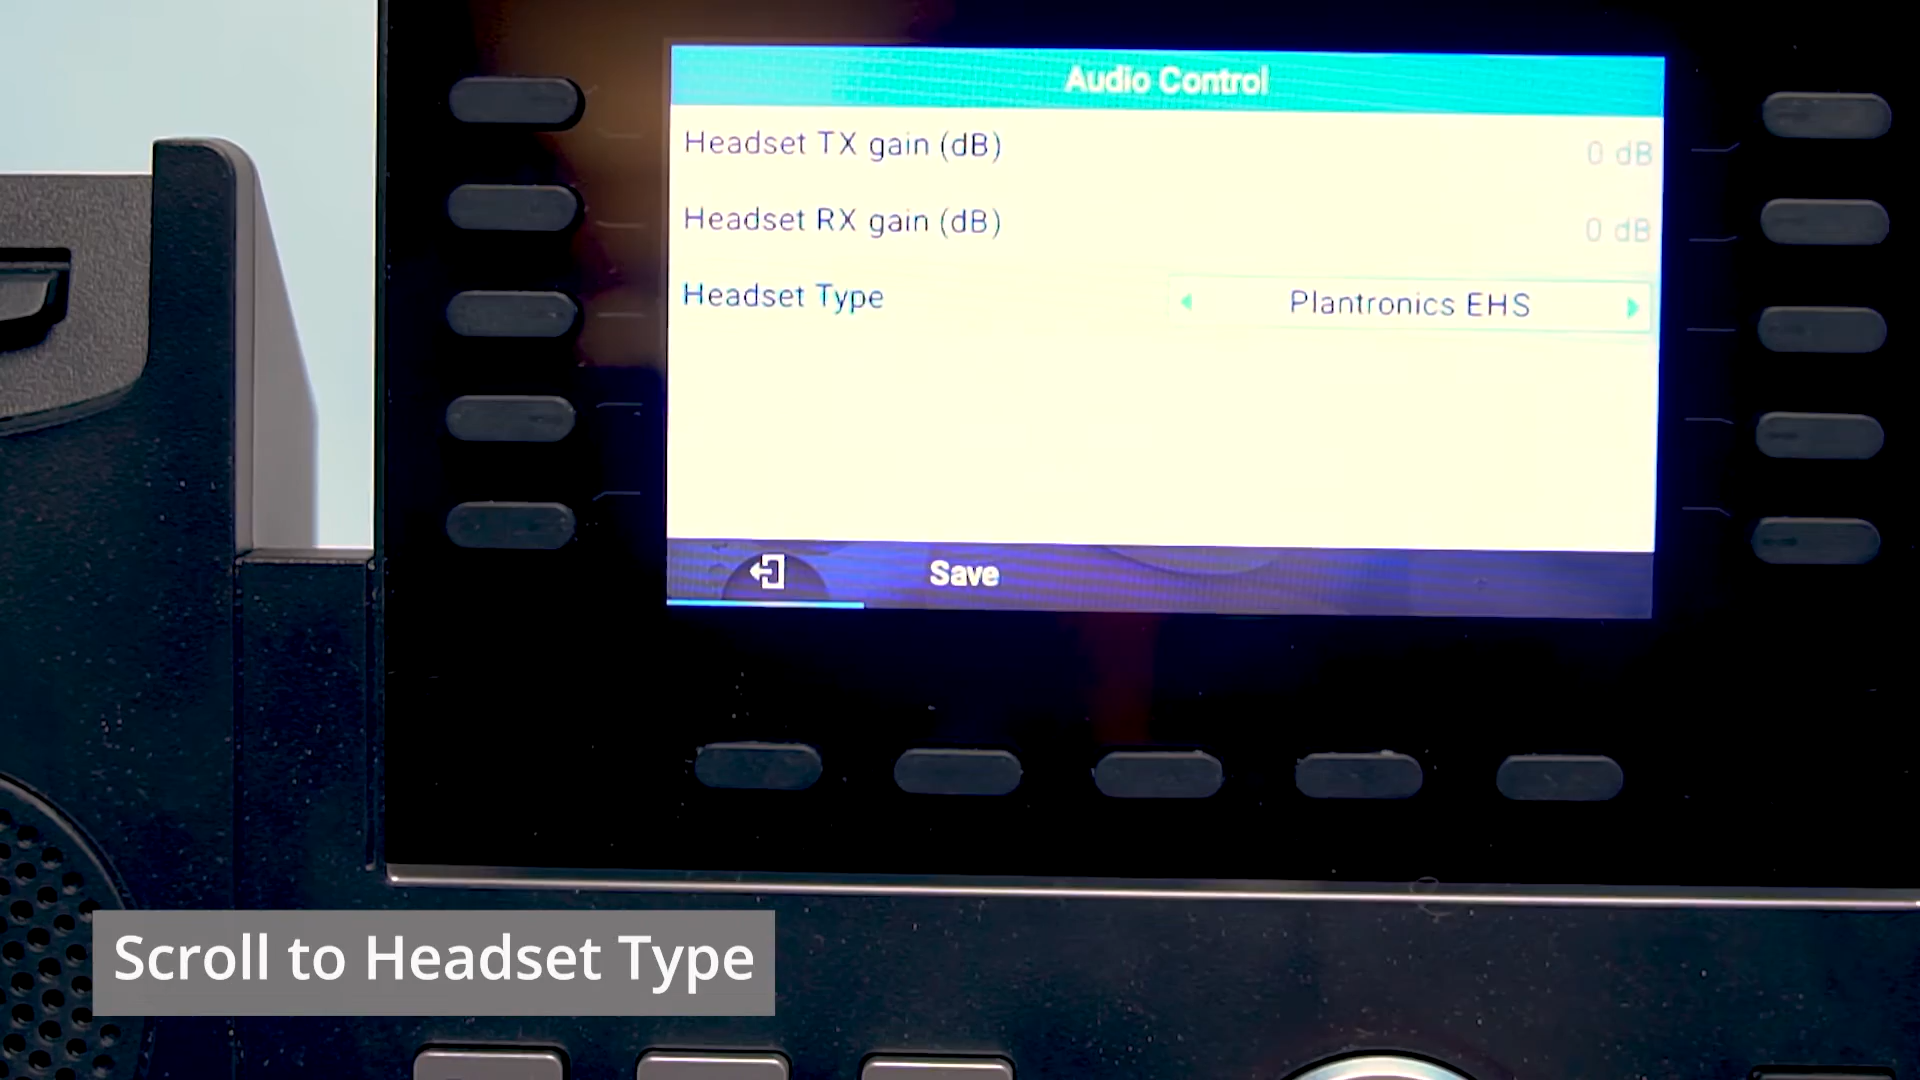 Audio Control
Headset TX gain (dB) 0 dB
Headset RX gain (dB) 0 dB
Headset Type Plantronics EHS
Save
Scroll to Headset Type